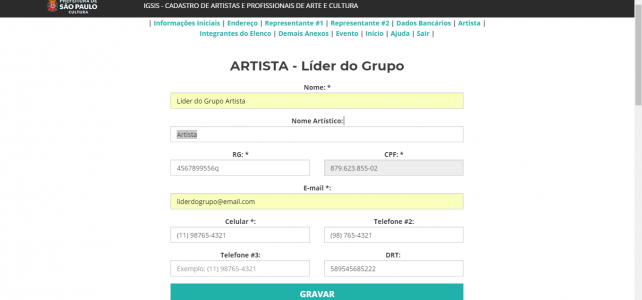 PREFEITURA DE
SÃO PAULO
CULTURA
IGSIS - CADASTRO DE ARTISTAS E PROFISSIONAIS DE ARTE E CULTURA
| Informações Iniciais | Endereço | Representante #1 | Representante #2 | Dados Bancários | Artista |
Integrantes do Elenco | Demais Anexos | Evento | Início | Ajuda | Sair |
ARTISTA - Líder do Grupo
Nome: *
Líder do Grupo Artista
Nome Artístico:
Artista
RG: * CPF: *
4567899556q 879.623.855-02
E-mail *:
liderdogrupo@email.com
Celular *: Telefone #2:
(11) 98765-4321 (98) 765-4321
Telefone #3: DRT:
Exemplo: (11) 98765-4321 589545685222
GRAVAR